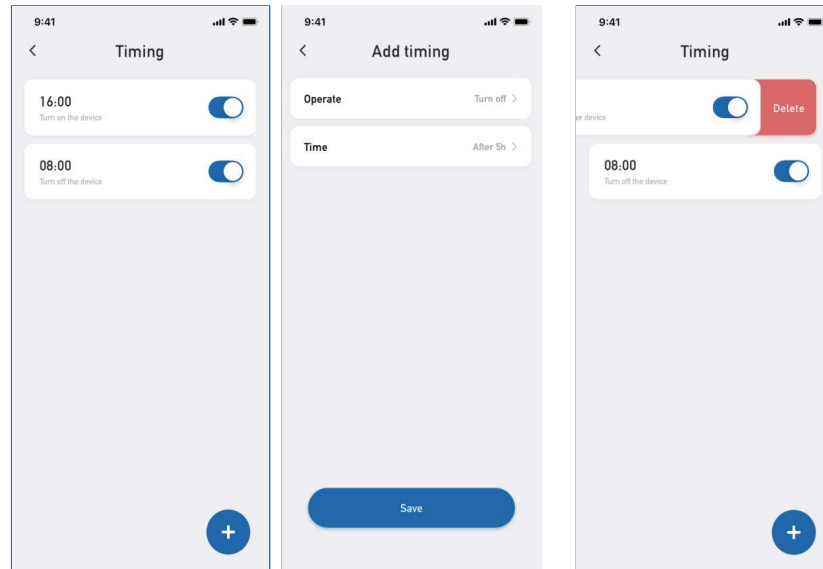 9:41
Timing
16:00
Turn on the device
08:00
Turn off the device
9:41
Add timing
Operate
Turn off
Time
After 5h
Save
9:41
Timing
device
Delete
08:00
Turn off the device